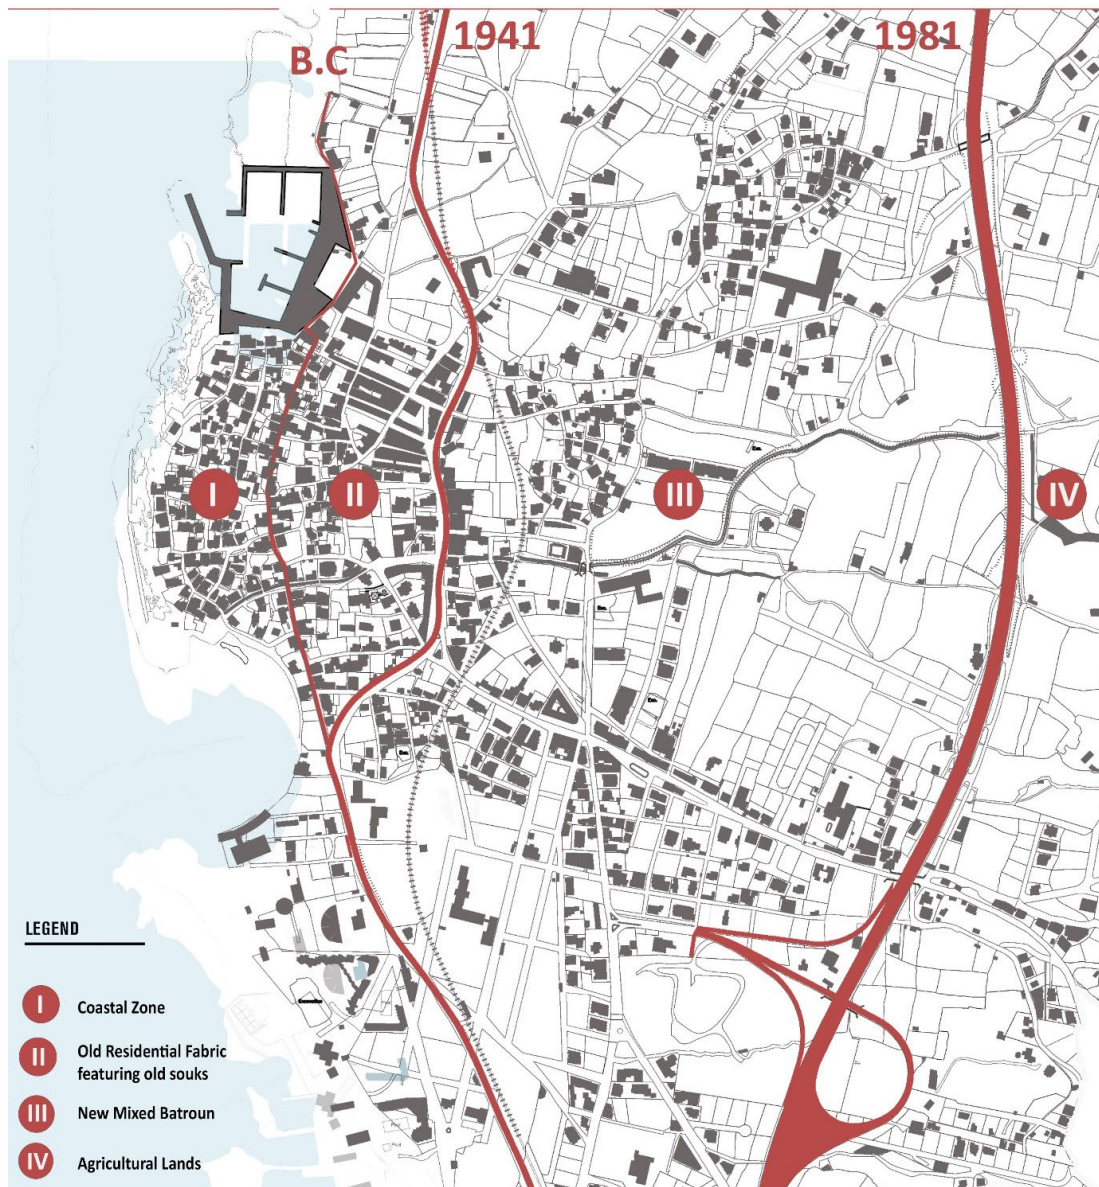 B.C
1941
1981
I
II
III
IV
LEGEND
I
Coastal Zone
II
Old Residential Fabric
featuring old souks
III
New Mixed Batroun
IV
Agricultural Lands